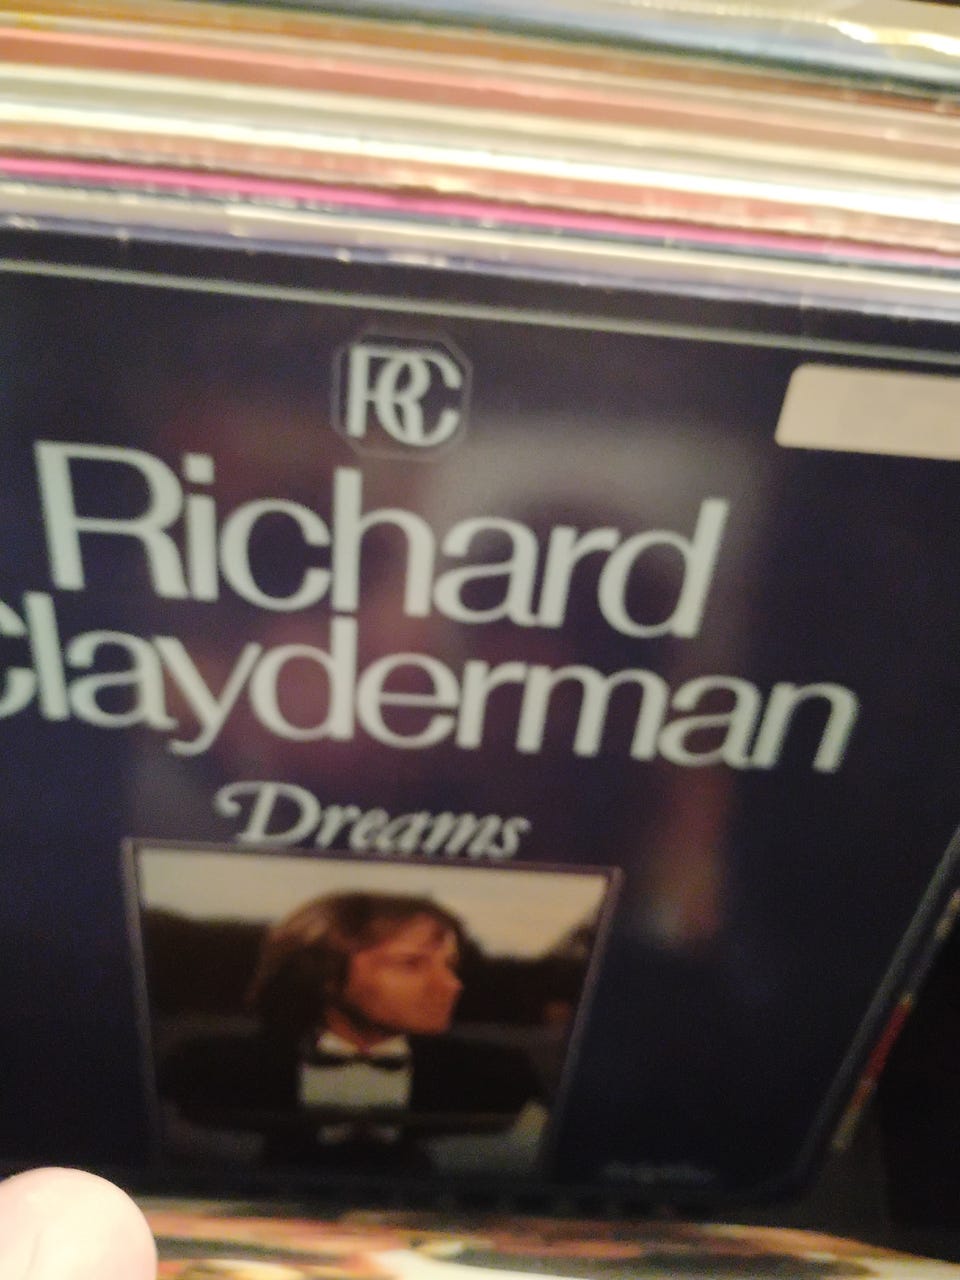 RC
Richard
Clayderman
Dreams